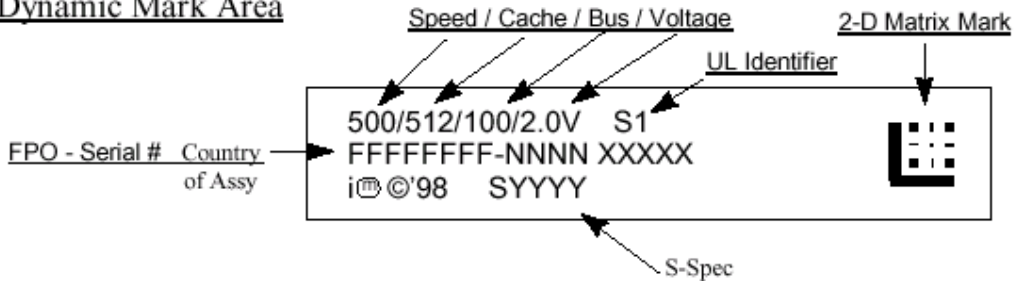 Dynamic Mark Area
Speed / Cache / Bus / Voltage
2-D Matrix Mark
UL Identifier
500/512/100/2.0V S1
FPO - Serial # Country of Assy
FFFFFFFF-NNNN XXXXX
iⓜ©'98 SYYYY
S-Spec